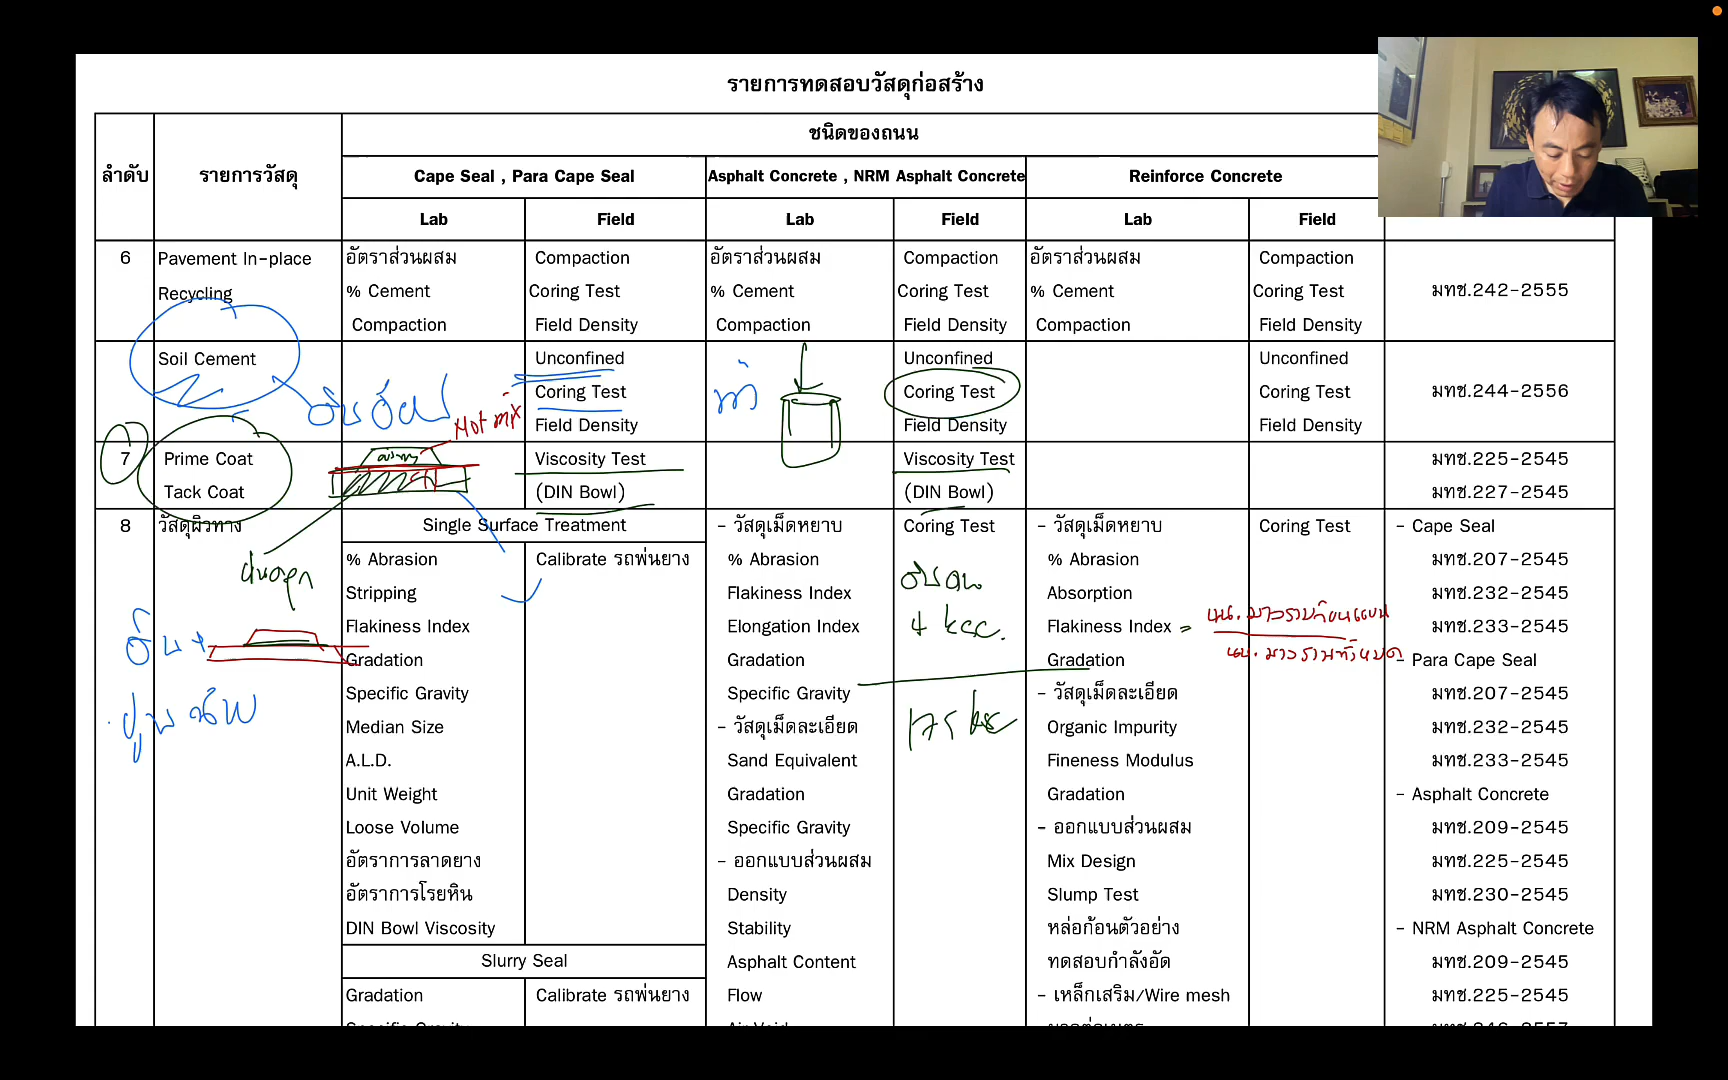 รายการทดสอบวัสดุก่อสร้าง
ลำดับ รายการวัสดุ ชนิดของถนน
Cape Seal , Para Cape Seal Asphalt Concrete , NRM Asphalt Concrete Reinforce Concrete
Lab Field Lab Field Lab Field
6 Pavement In-place อัตราส่วนผสม Compaction อัตราส่วนผสม Compaction อัตราส่วนผสม Compaction
Recycling % Cement Coring Test % Cement Coring Test % Cement Coring Test มทช.242-2555
Compaction Field Density Compaction Field Density Compaction Field Density
Soil Cement Unconfined Unconfined Unconfined
Coring Test Coring Test Coring Test มทช.244-2556
Hot mix Field Density Field Density Field Density
7 Prime Coat Viscosity Test Viscosity Test มทช.225-2545
Tack Coat (DIN Bowl) (DIN Bowl) มทช.227-2545
8 วัสดุผิวทาง Single Surface Treatment - วัสดุเม็ดหยาบ Coring Test - วัสดุเม็ดหยาบ Coring Test - Cape Seal
% Abrasion Calibrate รถพ่นยาง % Abrasion % Abrasion มทช.207-2545
Stripping Flakiness Index Absorption มทช.232-2545
Flakiness Index Elongation Index 4 ksc. Flakiness Index = มทช.233-2545
Gradation Gradation Gradation - Para Cape Seal
Specific Gravity Specific Gravity - วัสดุเม็ดละเอียด มทช.207-2545
Median Size - วัสดุเม็ดละเอียด Organic Impurity มทช.232-2545
A.L.D. Sand Equivalent Fineness Modulus มทช.233-2545
Unit Weight Gradation Gradation - Asphalt Concrete
Loose Volume Specific Gravity - ออกแบบส่วนผสม มทช.209-2545
อัตราการลาดยาง - ออกแบบส่วนผสม Mix Design มทช.225-2545
อัตราการโรยหิน Density Slump Test มทช.230-2545
DIN Bowl Viscosity Stability หล่อก้อนตัวอย่าง - NRM Asphalt Concrete
Slurry Seal Asphalt Content ทดสอบกำลังอัด มทช.209-2545
Gradation Calibrate รถพ่นยาง Flow - เหล็กเสริม/Wire mesh มทช.225-2545